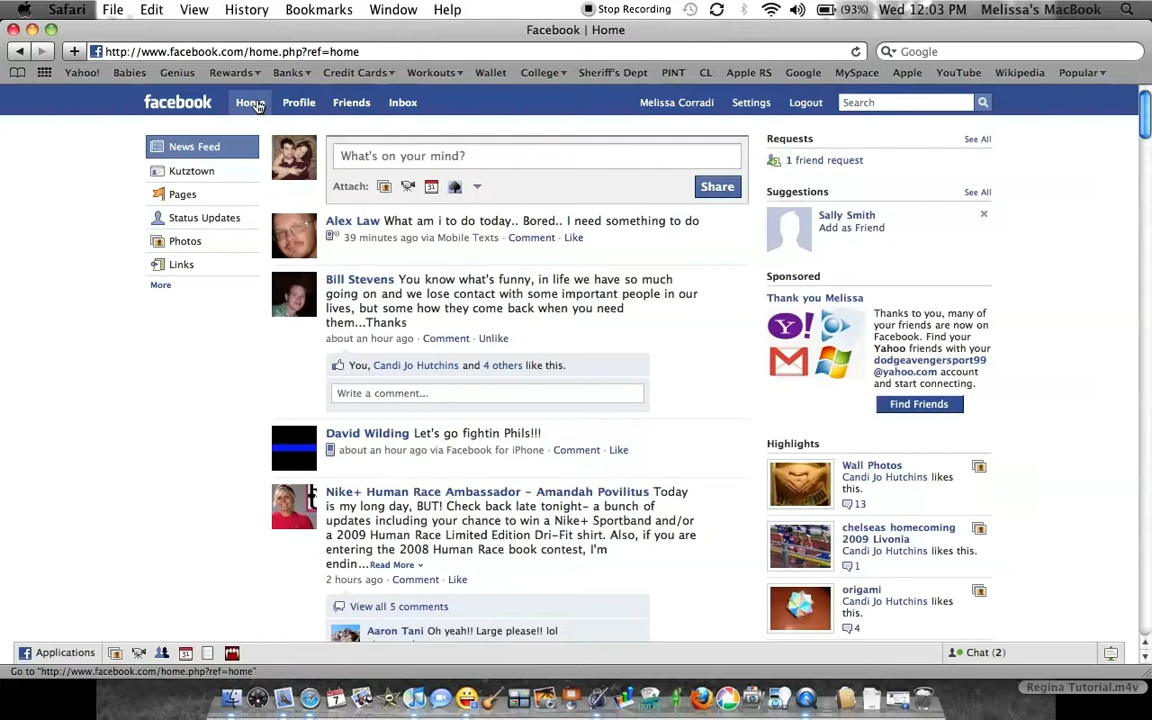 Safari File Edit View History Bookmarks Window Help Stop Recording (93%) Wed 12:03 PM Melissa's MacBook
Facebook | Home
http://www.facebook.com/home.php?ref=home Google
Yahoo! Babies Genius Rewards Banks Credit Cards Workouts Wallet College Sheriff's Dept PINT CL Apple RS Google MySpace Apple YouTube Wikipedia Popular
facebook Home Profile Friends Inbox Melissa Corradi Settings Logout Search
News Feed
Kutztown
Pages
Status Updates
Photos
Links
More
What's on your mind?
Attach: 31 Share
Alex Law What am i to do today.. Bored.. I need something to do
39 minutes ago via Mobile Texts · Comment · Like
Bill Stevens You know what's funny, in life we have so much
going on and we lose contact with some important people in our
lives, but some how they come back when you need
them...Thanks
about an hour ago · Comment · Unlike
You, Candi Jo Hutchins and 4 others like this.
Write a comment...
David Wilding Let's go fightin Phils!!!
about an hour ago via Facebook for iPhone · Comment · Like
Nike+ Human Race Ambassador - Amandah Povilitus Today
is my long day, BUT! Check back late tonight- a bunch of
updates including your chance to win a Nike+ Sportband and/or
a 2009 Human Race Limited Edition Dri-Fit shirt. Also, if you are
entering the 2008 Human Race book contest, I'm
endin... Read More
2 hours ago · Comment · Like
View all 5 comments
Aaron Tani Oh yeah!! Large please!! lol
Requests See All
1 friend request
Suggestions See All
Sally Smith
Add as Friend
Sponsored
Thank you Melissa
Thanks to you, many of
your friends are now on
Facebook. Find your
Yahoo friends with your
dodgeavengersport99
@yahoo.com account
and start connecting.
Find Friends
Highlights
Wall Photos
Candi Jo Hutchins likes
this.
13
chelseas homecoming
2009 Livonia
Candi Jo Hutchins likes this.
1
origami
Candi Jo Hutchins likes
this.
4
Applications 31 Chat (2)
Go to "http://www.facebook.com/home.php?ref=home"
Regina Tutorial.m4v